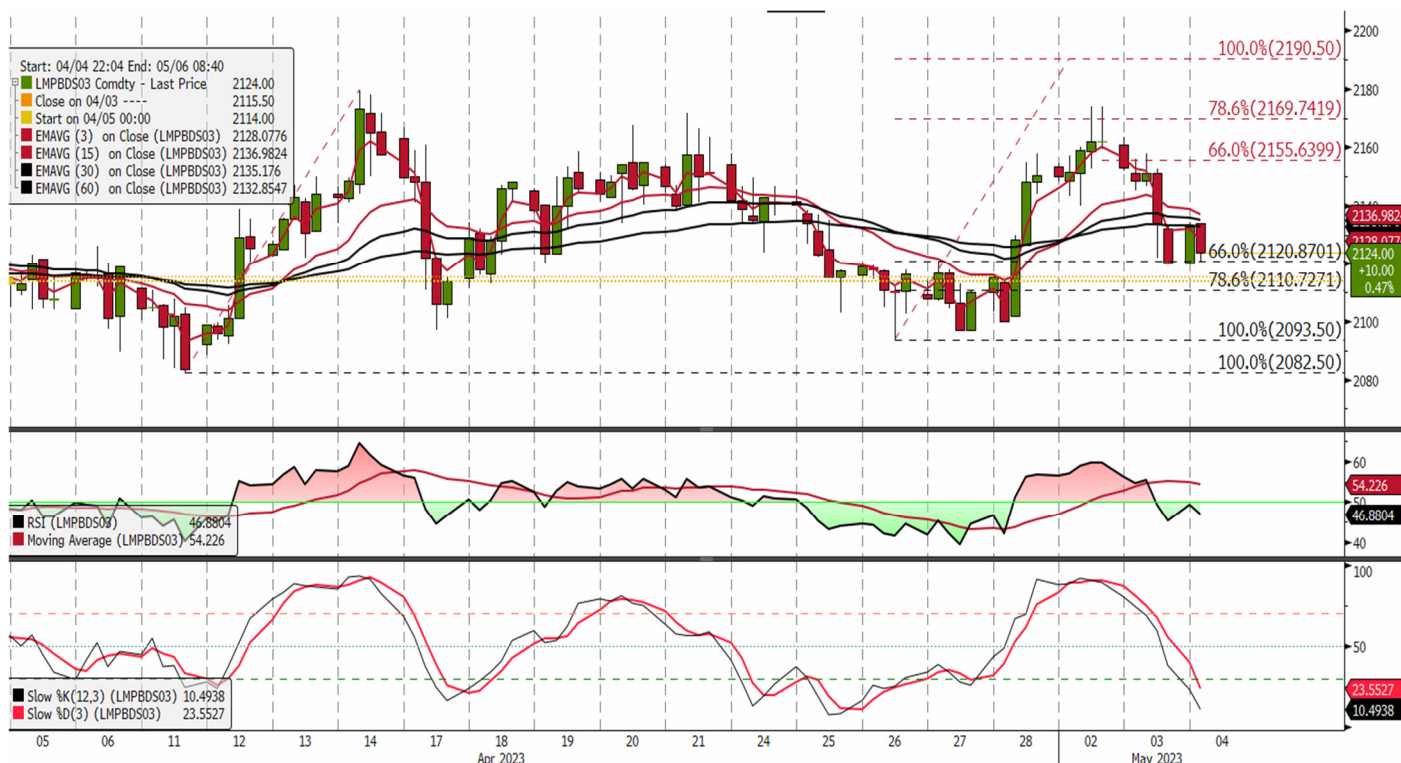 Start: 04/04 22:04 End: 05/06 08:40
LMPBDS03 Comdty - Last Price 2124.00
Close on 04/03 ---- 2115.50
Start on 04/05 00:00 2114.00
EMAVG (3) on Close (LMPBDS03) 2128.0776
EMAVG (15) on Close (LMPBDS03) 2136.9824
EMAVG (30) on Close (LMPBDS03) 2135.176
EMAVG (60) on Close (LMPBDS03) 2132.8547
100.0%(2190.50)
78.6%(2169.7419)
66.0%(2155.6399)
66.0%(2120.8701)
78.6%(2110.7271)
100.0%(2093.50)
100.0%(2082.50)
2200
2180
2160
2136.982
2124.00
+10.00
0.47%
2100
2080
RSI (LMPBDS03) 46.8804
Moving Average (LMPBDS03) 54.226
60
54.226
46.8804
40
Slow %K(12,3) (LMPBDS03) 10.4938
Slow %D(3) (LMPBDS03) 23.5527
100
50
23.5527
10.4938
05 06 11 12 13 14 17 18 19 20 21 24 25 26 27 28 02 03 04
Apr 2023 May 2023